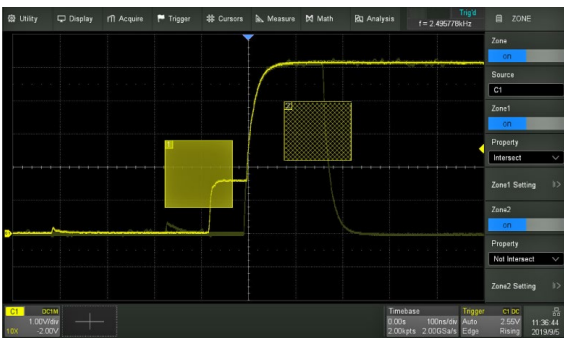 Utility Display Acquire Trigger Cursors Measure Math Analysis
Trig'd
f = 2.495778kHz
ZONE
Zone
on
Source
C1
Zone1
on
Property
Intersect
Zone1 Setting
Zone2
on
Property
Not Intersect
Zone2 Setting
C1 DC1M
1.00V/div
10X -2.00V
Timebase
0.00s 100ns/div
2.00kpts 2.00GSa/s
Trigger C1 DC
Auto 2.55V
Edge Rising
11:36:44
2019/9/5